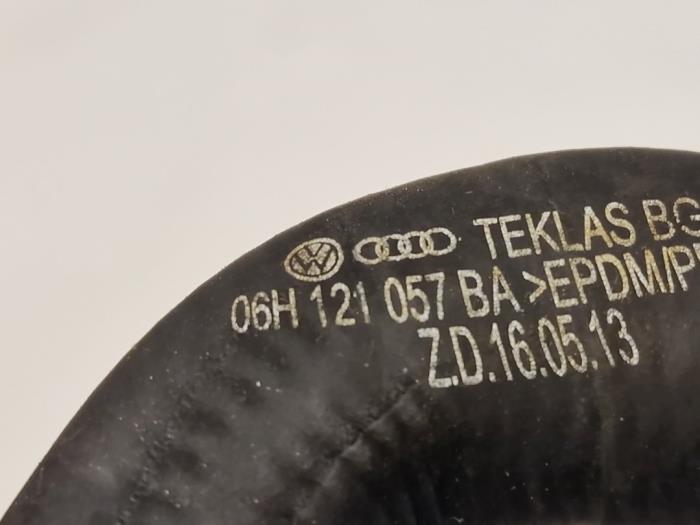 TEKLAS BG
06H 121 057 BA >EPDM/P
Z.D.16.05.13